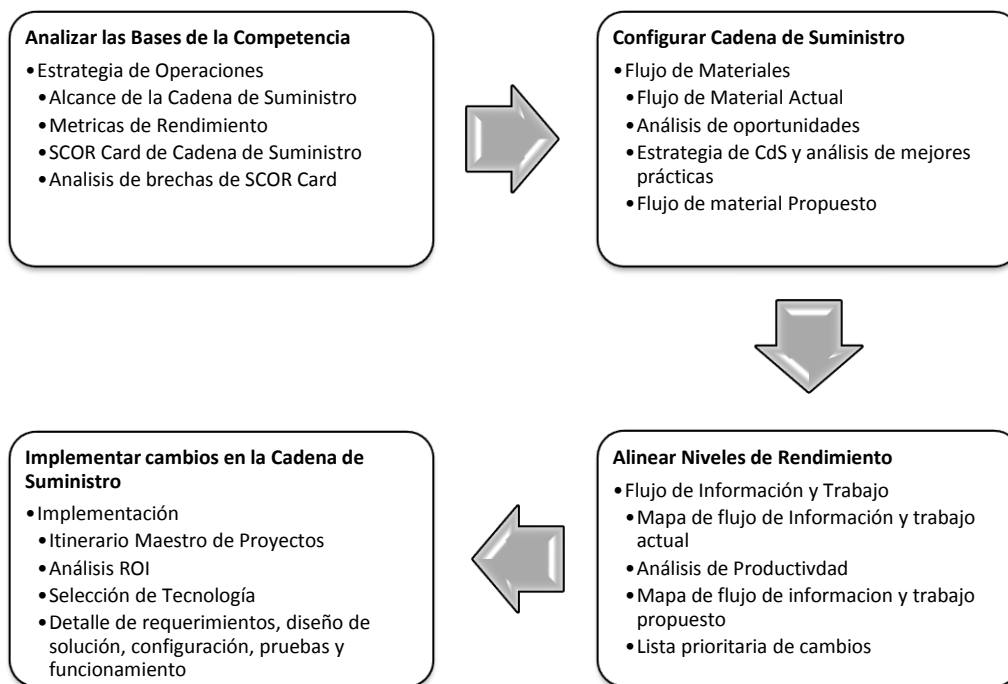 Analizar las Bases de la Competencia
•Estrategia de Operaciones
•Alcance de la Cadena de Suministro
•Metricas de Rendimiento
•SCOR Card de Cadena de Suministro
•Analisis de brechas de SCOR Card
Configurar Cadena de Suministro
•Flujo de Materiales
•Flujo de Material Actual
•Análisis de oportunidades
•Estrategia de CdS y análisis de mejores
prácticas
•Flujo de material Propuesto
Alinear Niveles de Rendimiento
•Flujo de Información y Trabajo
•Mapa de flujo de Información y trabajo
actual
•Análisis de Productivdad
•Mapa de flujo de informacion y trabajo
propuesto
•Lista prioritaria de cambios
Implementar cambios en la Cadena de
Suministro
•Implementación
•Itinerario Maestro de Proyectos
•Análisis ROI
•Selección de Tecnología
•Detalle de requerimientos, diseño de
solución, configuración, pruebas y
funcionamiento